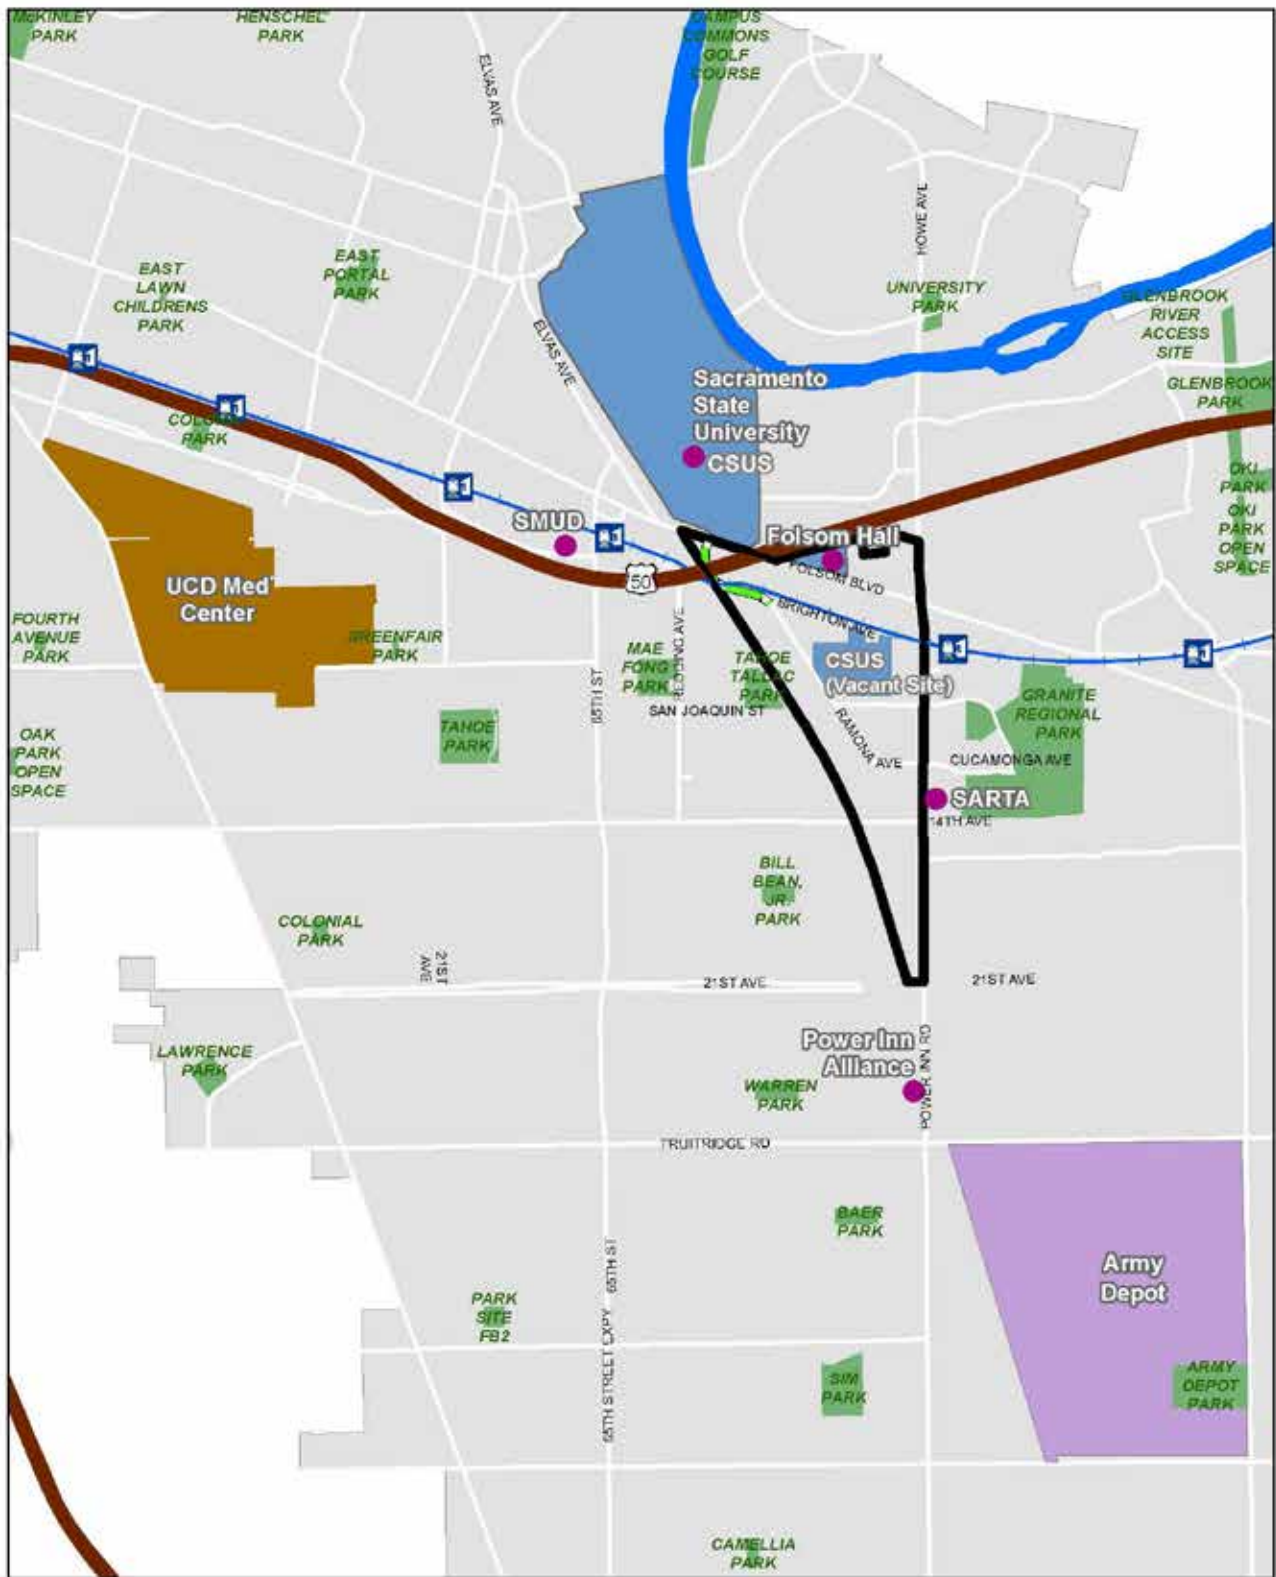 McKINLEY
PARK
HENSCHEL
PARK
CAMPUS
COMMONS
GOLF
COURSE
ELVAS AVE
HOWE AVE
EAST
LAWN
CHILDRENS
PARK
EAST
PORTAL
PARK
UNIVERSITY
PARK
GLENBROOK
RIVER
ACCESS
SITE
GLENBROOK
PARK
ELVAS AVE
Sacramento
State
University
CSUS
COLONY
PARK
SMUD
Folsom Hall
FOLSOM BLVD
OKI
PARK
OKI
PARK
OPEN
SPACE
50
UCD Med
Center
BRIGHTON AVE
FOURTH
AVENUE
PARK
GREENFAIR
PARK
65TH ST
MAE
FONG
PARK
REDDING AVE
TAHOE
TALLAC
PARK
CSUS
(Vacant Site)
SAN JOAQUIN ST
GRANITE
REGIONAL
PARK
RAMONA AVE
CUCAMONGA AVE
TAHOE
PARK
OAK
PARK
OPEN
SPACE
SARTA
14TH AVE
BILL
BEAN,
JR.
PARK
COLONIAL
PARK
21ST
AVE
21ST AVE
21ST AVE
Power Inn
Alliance
POWER INN RD
LAWRENCE
PARK
WARREN
PARK
FRUITRIDGE RD
BAER
PARK
Army
Depot
65TH ST
65TH STREET EXPY
PARK
SITE
FB2
SIM
PARK
ARMY
DEPOT
PARK
CAMELLIA
PARK